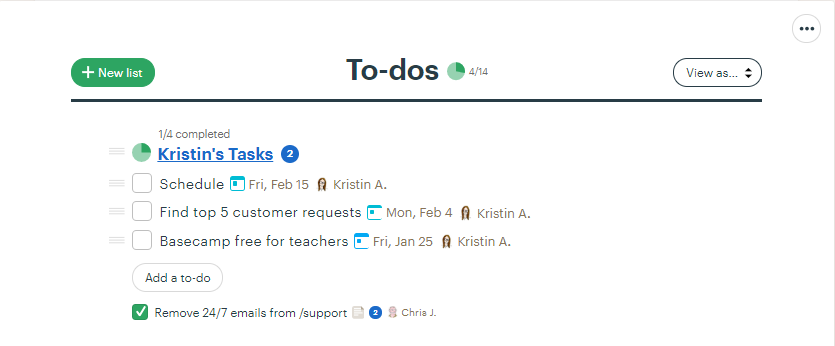 + New list
To-dos 4/14
View as...
1/4 completed
Kristin's Tasks 2
Schedule Fri, Feb 15 Kristin A.
Find top 5 customer requests Mon, Feb 4 Kristin A.
Basecamp free for teachers Fri, Jan 25 Kristin A.
Add a to-do
Remove 24/7 emails from /support 2 Chris J.